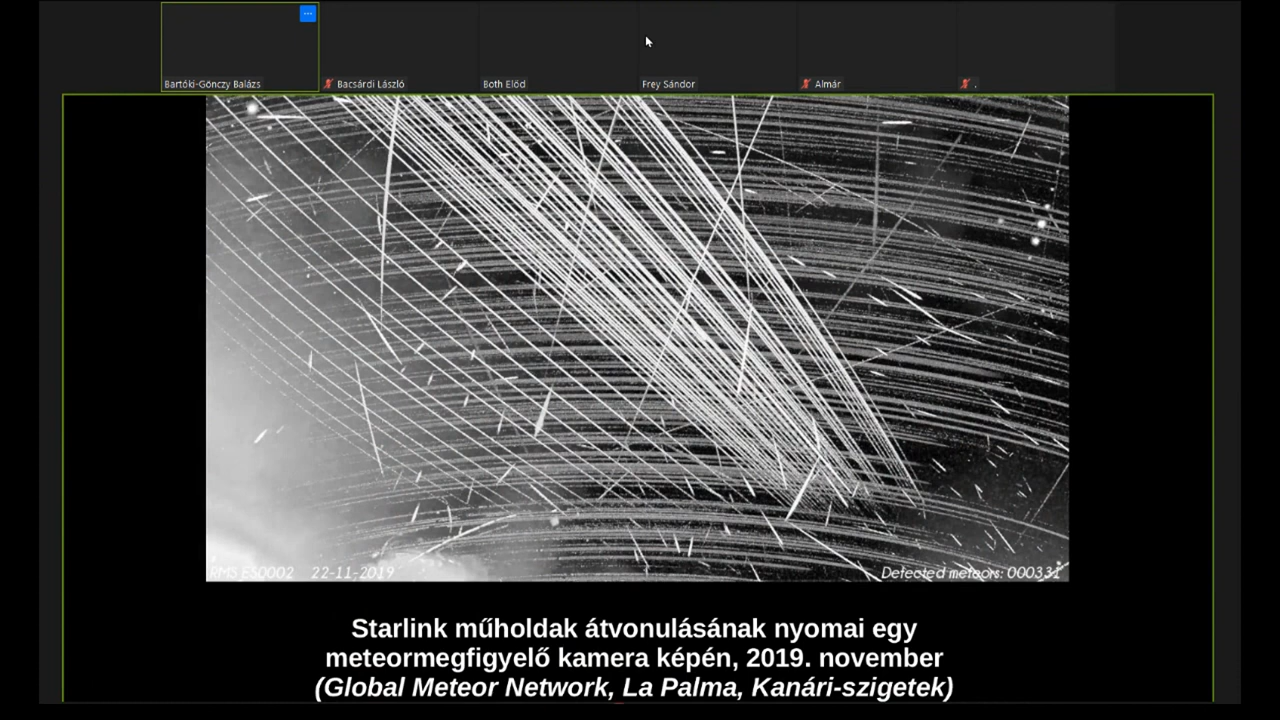 Bartóki-Gönczy Balázs
Bacsárdi László
Both Előd
Frey Sándor
Almár
.
RMS ES0002 22-11-2019
Detected meteors: 000331
Starlink műholdak átvonulásának nyomai egy
meteormegfigyelő kamera képén, 2019. november
(Global Meteor Network, La Palma, Kanári-szigetek)